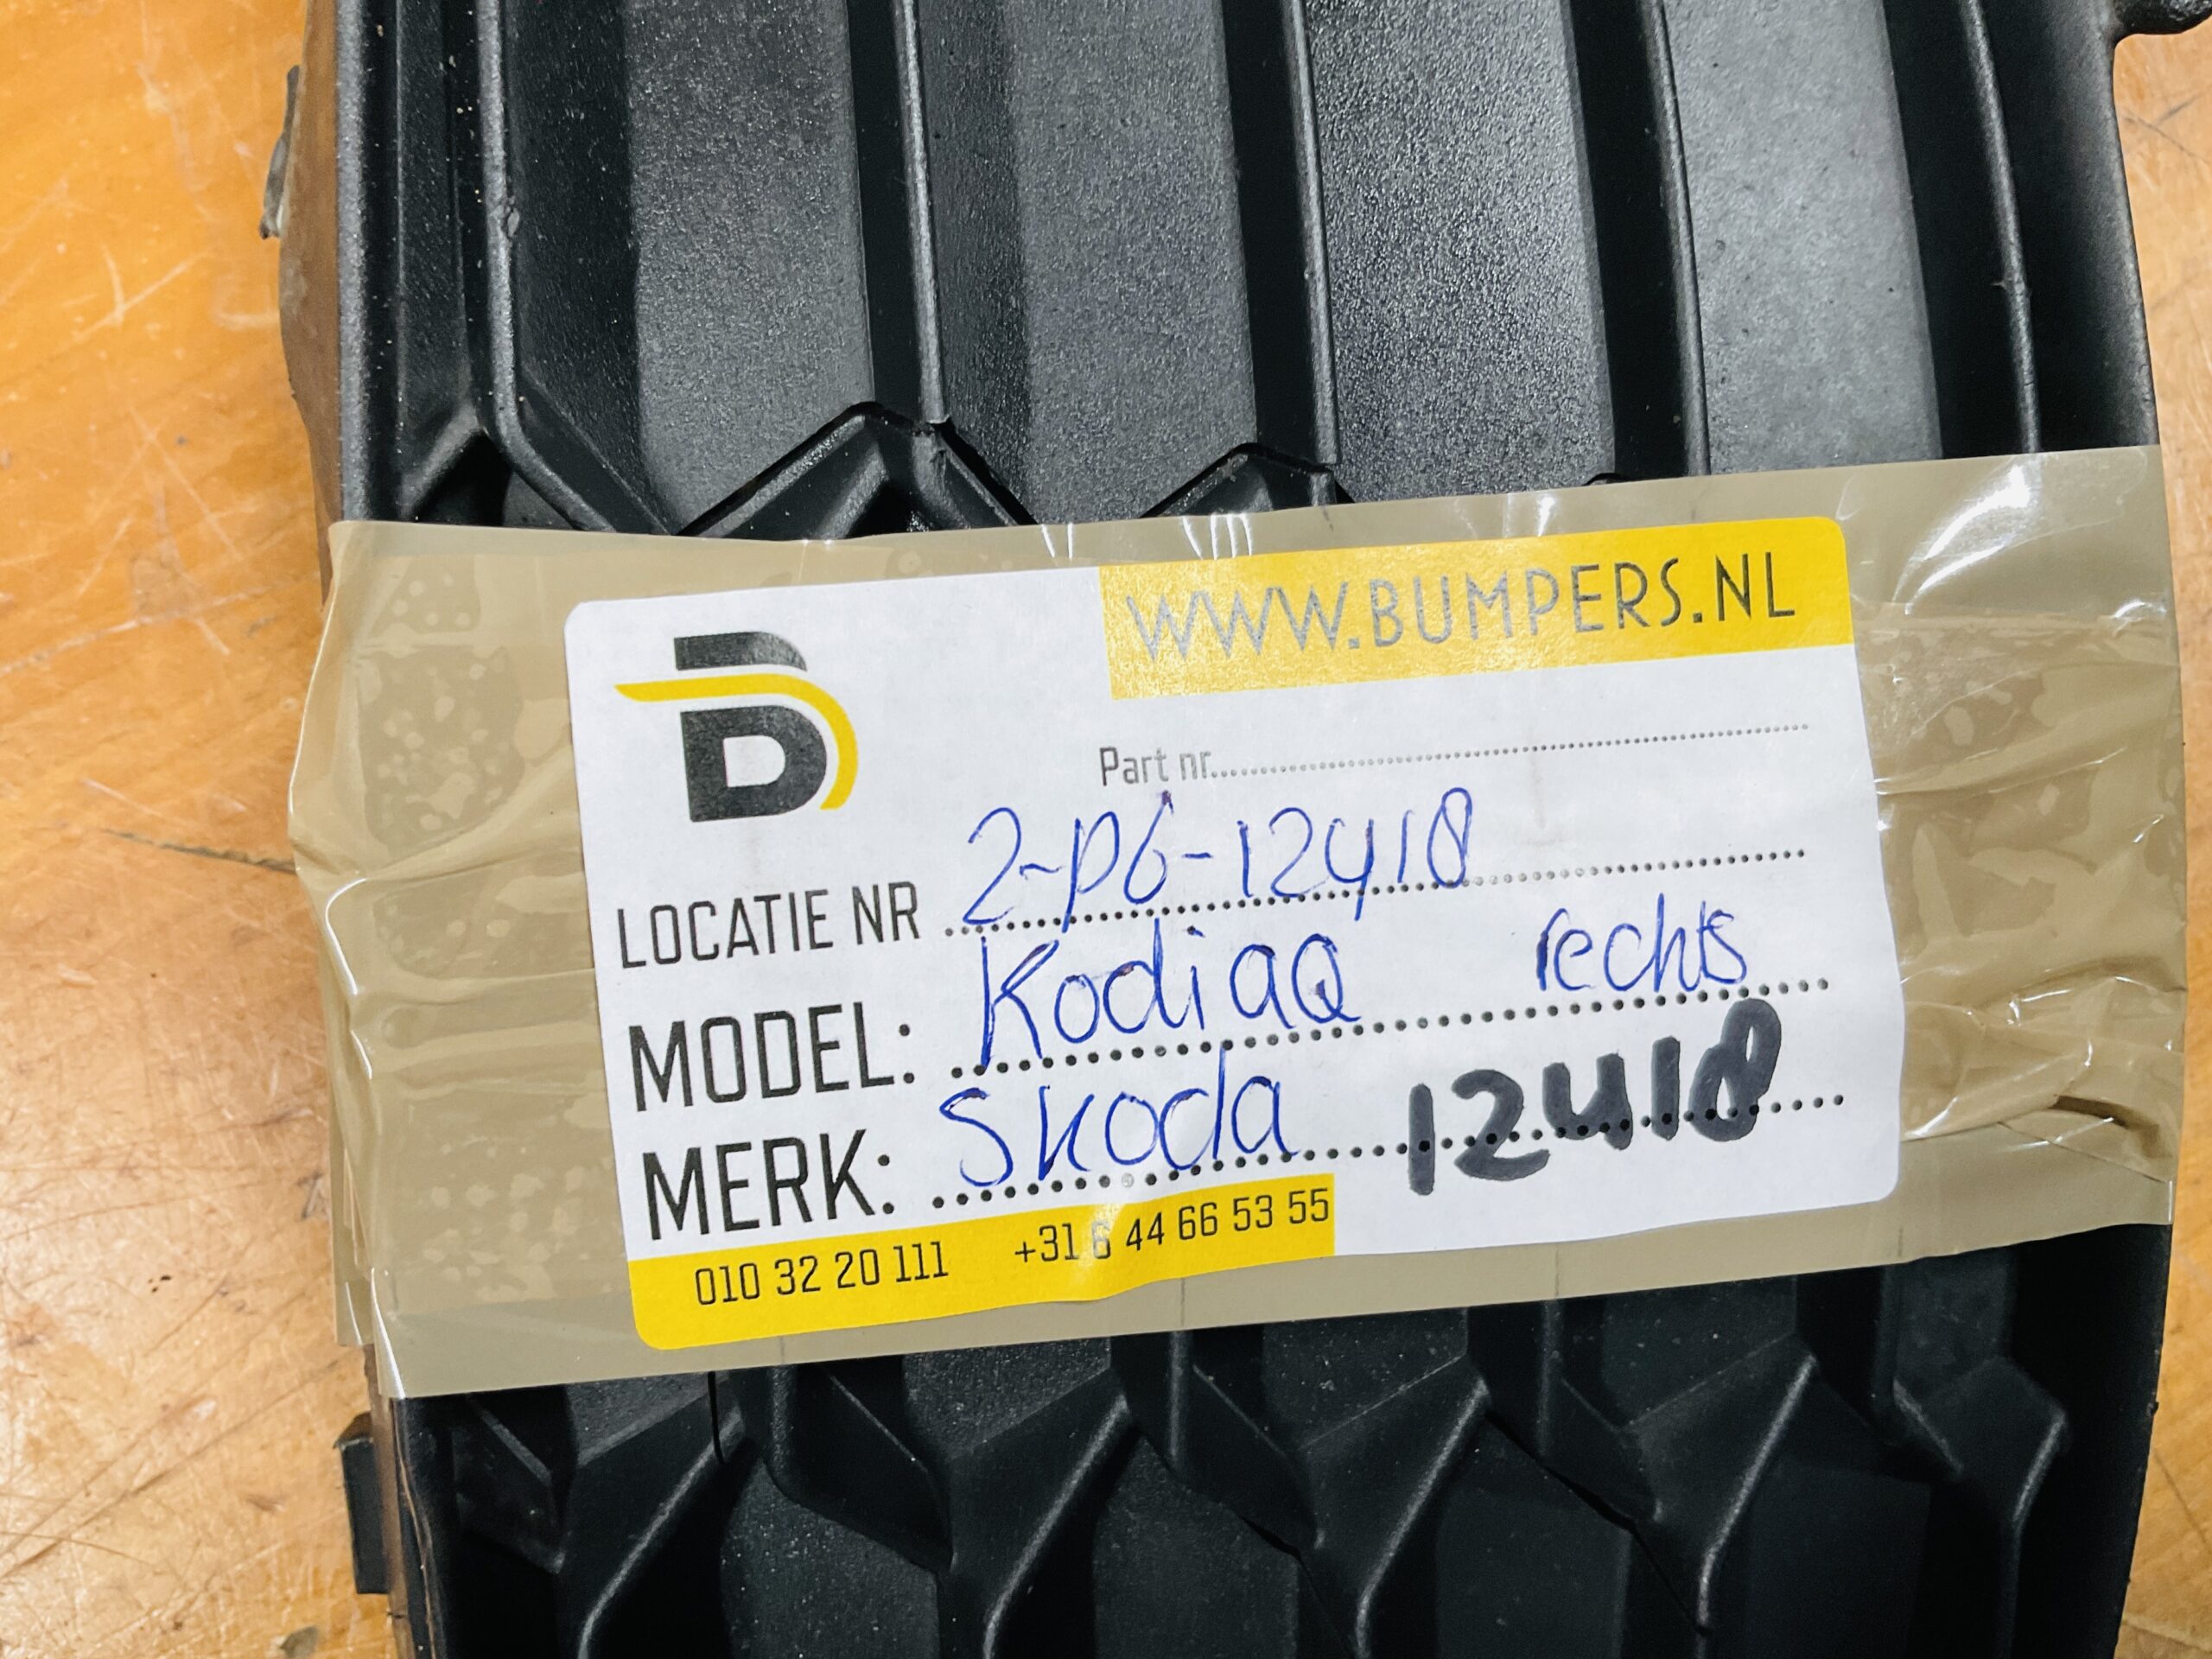 WWW.BUMPERS.NL
Part nr.
LOCATIE NR 2-p6-12418
MODEL: Kodiaq rechts
MERK: Skoda 12418
010 32 20 111 +31 6 44 66 53 55